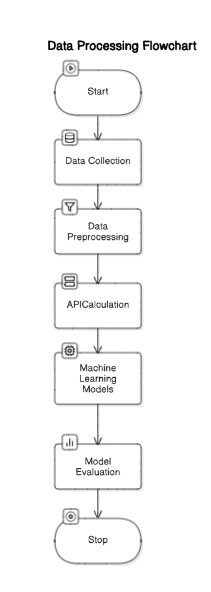 Data Processing Flowchart
Start
Data Collection
Data
Preprocessing
APICalculation
Machine
Learning
Models
Model
Evaluation
Stop